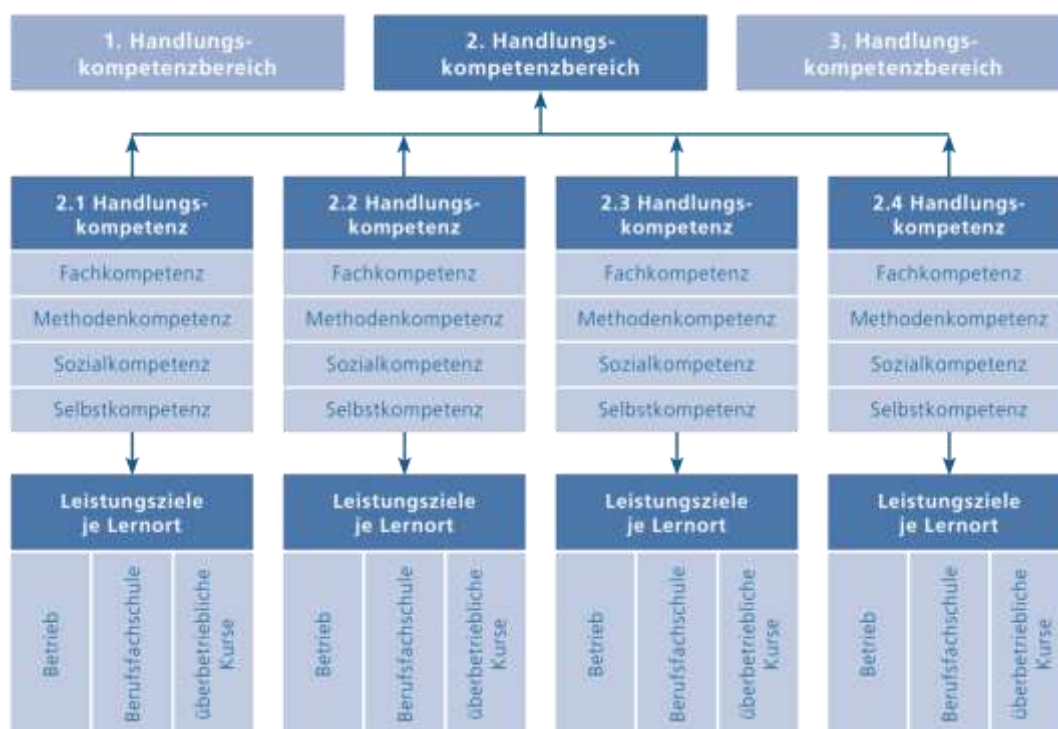 1. Handlungs-
kompetenzbereich
2. Handlungs-
kompetenzbereich
3. Handlungs-
kompetenzbereich
2.1 Handlungs-
kompetenz
Fachkompetenz
Methodenkompetenz
Sozialkompetenz
Selbstkompetenz
Leistungsziele
je Lernort
Betrieb
Berufsfachschule
überbetriebliche
Kurse
2.2 Handlungs-
kompetenz
Fachkompetenz
Methodenkompetenz
Sozialkompetenz
Selbstkompetenz
Leistungsziele
je Lernort
Betrieb
Berufsfachschule
überbetriebliche
Kurse
2.3 Handlungs-
kompetenz
Fachkompetenz
Methodenkompetenz
Sozialkompetenz
Selbstkompetenz
Leistungsziele
je Lernort
Betrieb
Berufsfachschule
überbetriebliche
Kurse
2.4 Handlungs-
kompetenz
Fachkompetenz
Methodenkompetenz
Sozialkompetenz
Selbstkompetenz
Leistungsziele
je Lernort
Betrieb
Berufsfachschule
überbetriebliche
Kurse